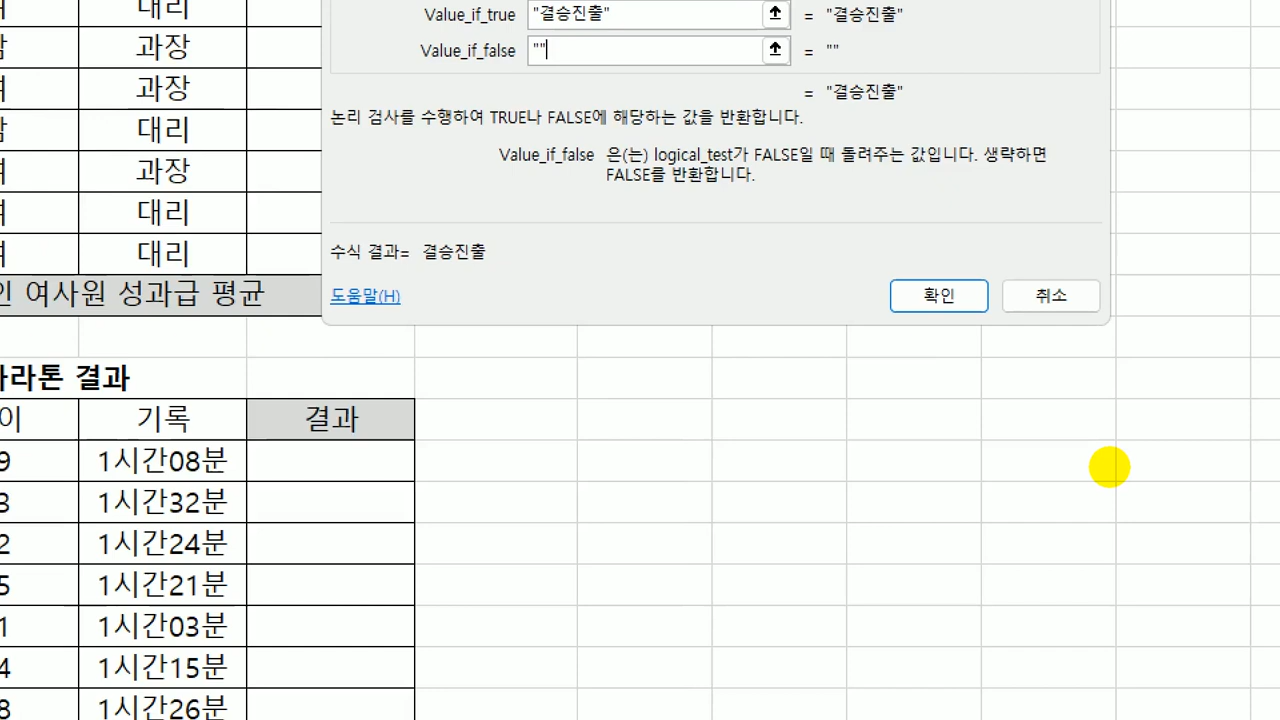 대리
Value_if_true "결승진출" = "결승진출"
과장
Value_if_false "" = ""
과장
= "결승진출"
논리 검사를 수행하여 TRUE나 FALSE에 해당하는 값을 반환합니다.
대리
Value_if_false 은(는) logical_test가 FALSE일 때 돌려주는 값입니다. 생략하면
FALSE를 반환합니다.
과장
대리
대리
수식 결과= 결승진출
인 여사원 성과급 평균
도움말(H) 확인 취소
라톤 결과
이 기록 결과
9 1시간08분
3 1시간32분
2 1시간24분
5 1시간21분
1 1시간03분
4 1시간15분
8 1시간26분